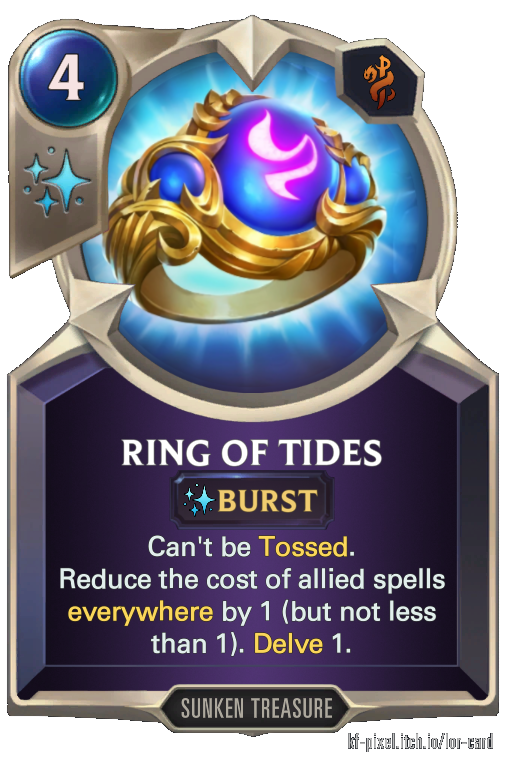 4
RING OF TIDES
BURST
Can't be Tossed.
Reduce the cost of allied spells
everywhere by 1 (but not less
than 1). Delve 1.
SUNKEN TREASURE
kf-pixel.itch.io/lor-card